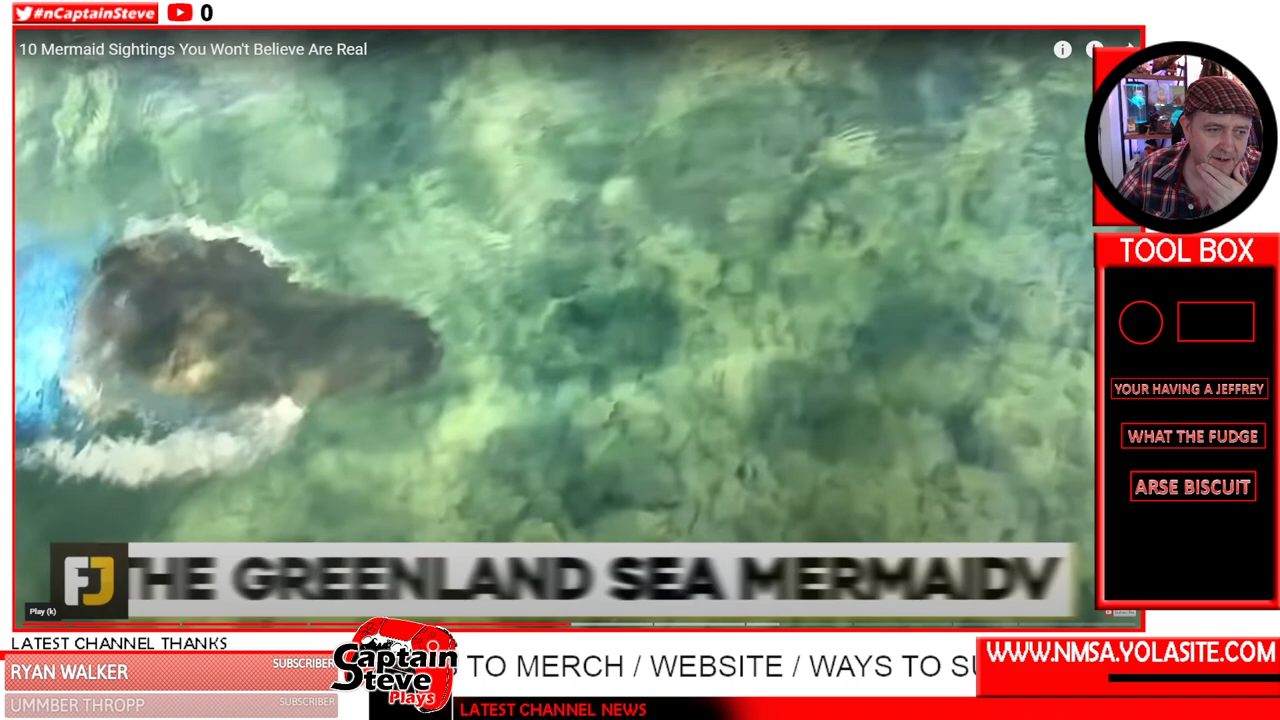 #nCaptainSteve
0
10 Mermaid Sightings You Won't Believe Are Real
TOOL BOX
YOUR HAVING A JEFFREY
WHAT THE FUDGE
ARSE BISCUIT
FJ
THE GREENLAND SEA MERMAIDV
Play (k)
LATEST CHANNEL THANKS
RYAN WALKER
SUBSCRIBER
UMMBER THROPP
SUBSCRIBER
Captain
Steve
Plays
TO MERCH / WEBSITE / WAYS TO SU
WWW.NMSA.YOLASITE.COM
LATEST CHANNEL NEWS